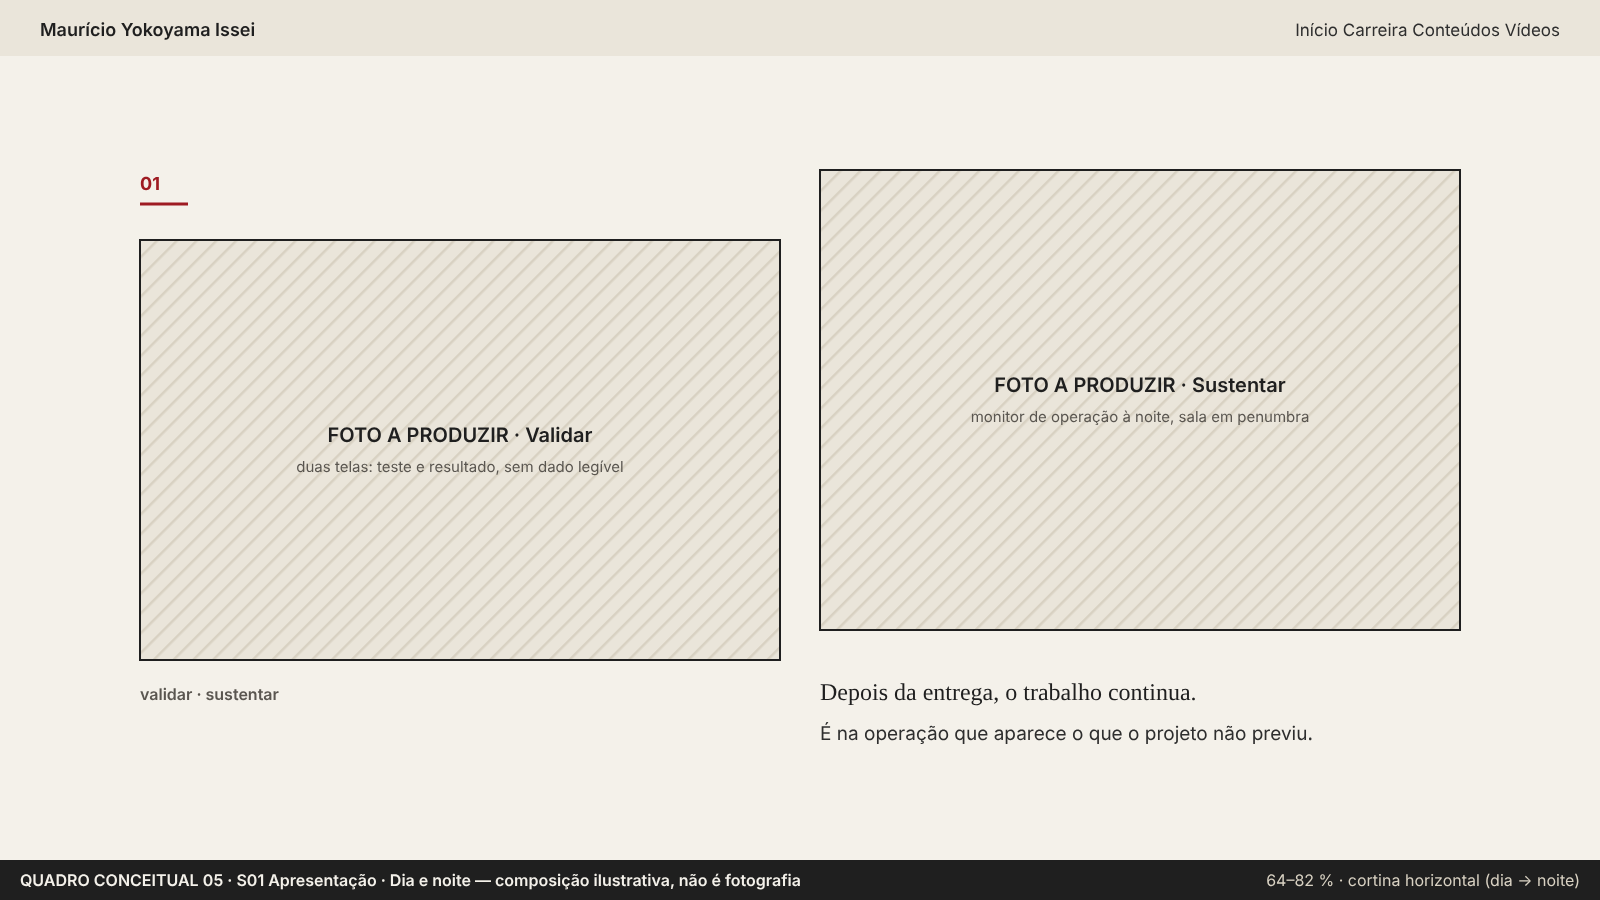 Maurício Yokoyama Issei
Início Carreira Conteúdos Vídeos
01
FOTO A PRODUZIR · Validar
duas telas: teste e resultado, sem dado legível
validar · sustentar
FOTO A PRODUZIR · Sustentar
monitor de operação à noite, sala em penumbra
Depois da entrega, o trabalho continua.
É na operação que aparece o que o projeto não previu.
QUADRO CONCEITUAL 05 · S01 Apresentação · Dia e noite — composição ilustrativa, não é fotografia
64–82 % · cortina horizontal (dia → noite)